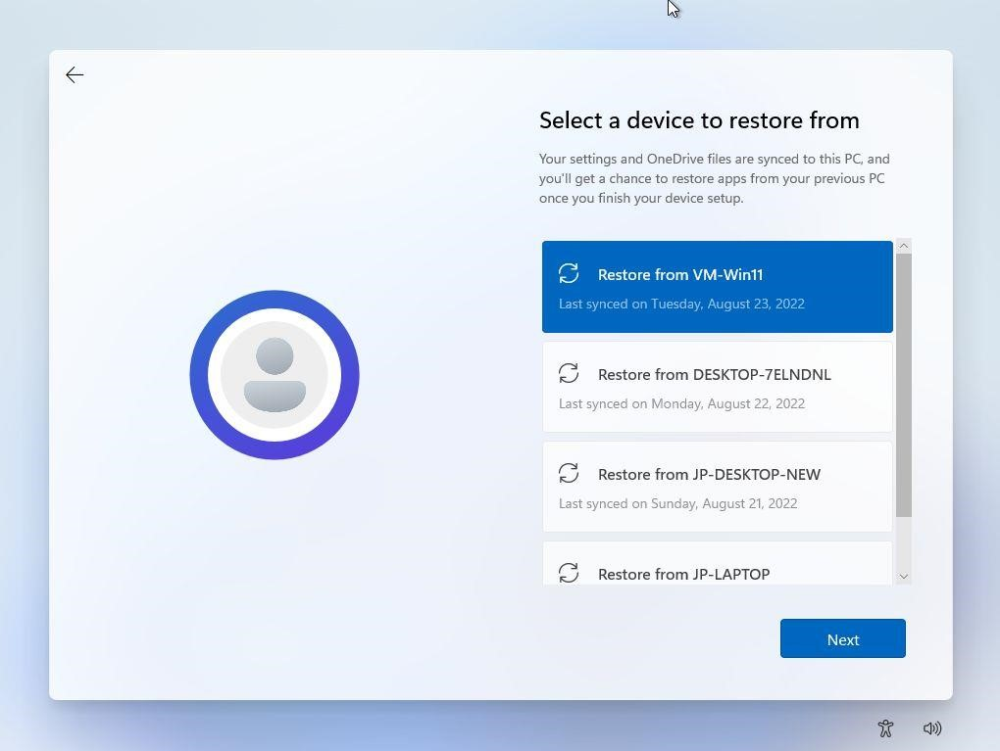 Select a device to restore from
Your settings and OneDrive files are synced to this PC, and
you'll get a chance to restore apps from your previous PC
once you finish your device setup.
Restore from VM-Win11
Last synced on Tuesday, August 23, 2022
Restore from DESKTOP-7ELNDNL
Last synced on Monday, August 22, 2022
Restore from JP-DESKTOP-NEW
Last synced on Sunday, August 21, 2022
Restore from JP-LAPTOP
Next